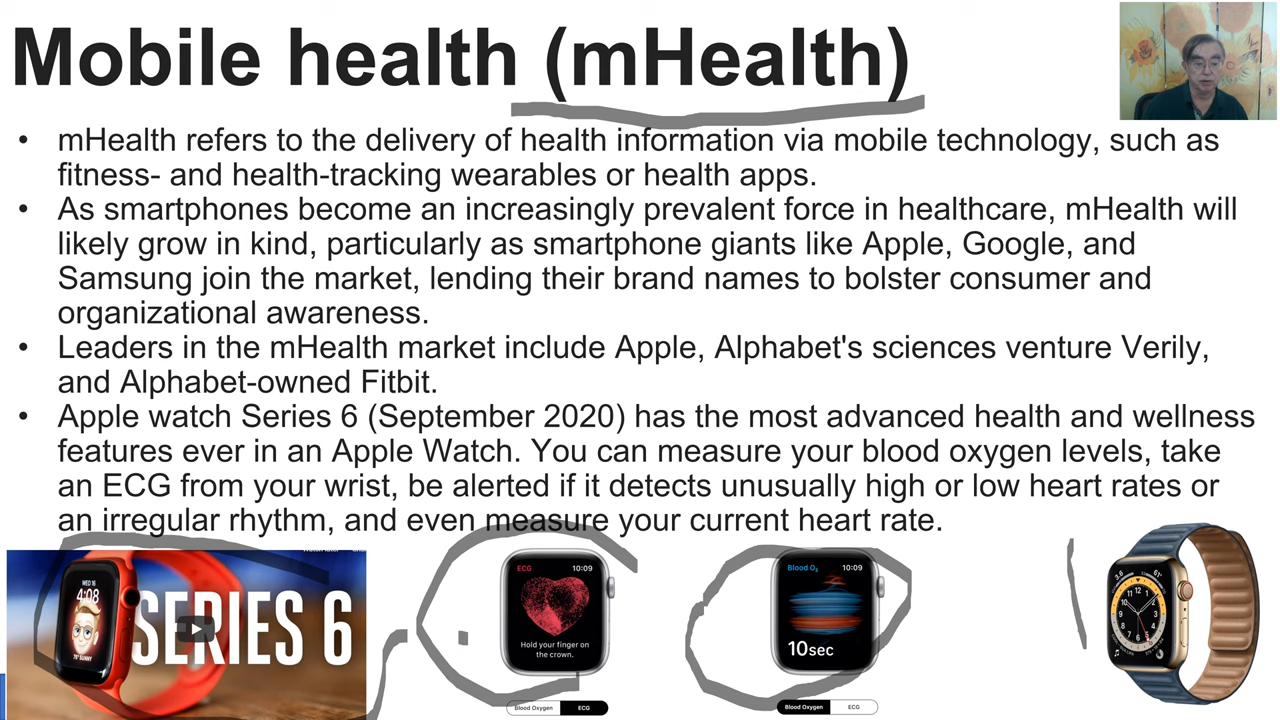 Mobile health (mHealth)
• mHealth refers to the delivery of health information via mobile technology, such as
fitness- and health-tracking wearables or health apps.
• As smartphones become an increasingly prevalent force in healthcare, mHealth will
likely grow in kind, particularly as smartphone giants like Apple, Google, and
Samsung join the market, lending their brand names to bolster consumer and
organizational awareness.
• Leaders in the mHealth market include Apple, Alphabet's sciences venture Verily,
and Alphabet-owned Fitbit.
• Apple watch Series 6 (September 2020) has the most advanced health and wellness
features ever in an Apple Watch. You can measure your blood oxygen levels, take
an ECG from your wrist, be alerted if it detects unusually high or low heart rates or
an irregular rhythm, and even measure your current heart rate.
WED 16
4:08
SERIES 6
ECG 10:09
Hold your finger on
the crown.
Blood Oxygen ECG
Blood O₂ 10:09
10sec
Blood Oxygen ECG